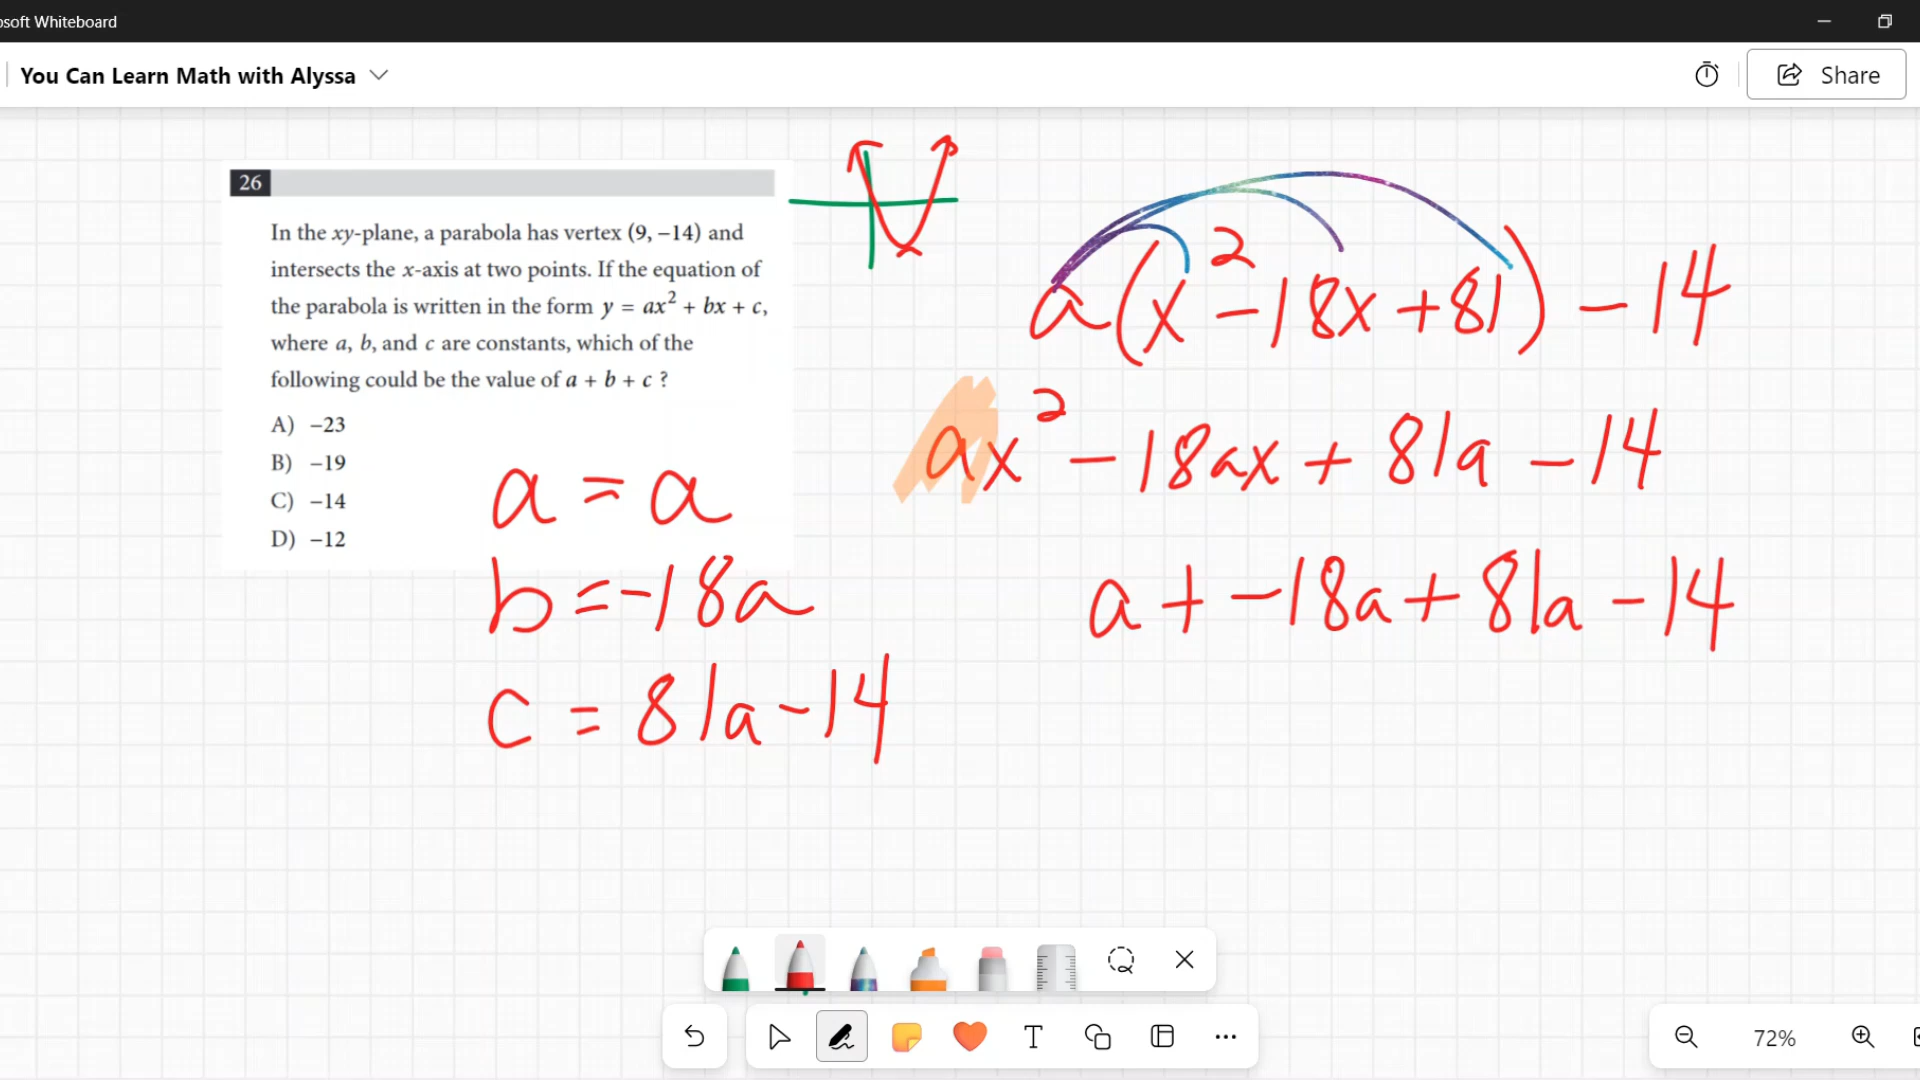 osoft Whiteboard
You Can Learn Math with Alyssa
Share
26
In the xy-plane, a parabola has vertex (9, −14) and
intersects the x-axis at two points. If the equation of
the parabola is written in the form y = ax² + bx + c,
where a, b, and c are constants, which of the
following could be the value of a + b + c ?
A) −23
B) −19
C) −14
D) −12
a = a
b = -18a
c = 81a - 14
a(x² - 18x + 81) - 14
ax² - 18ax + 81a - 14
a + -18a + 81a - 14
72%